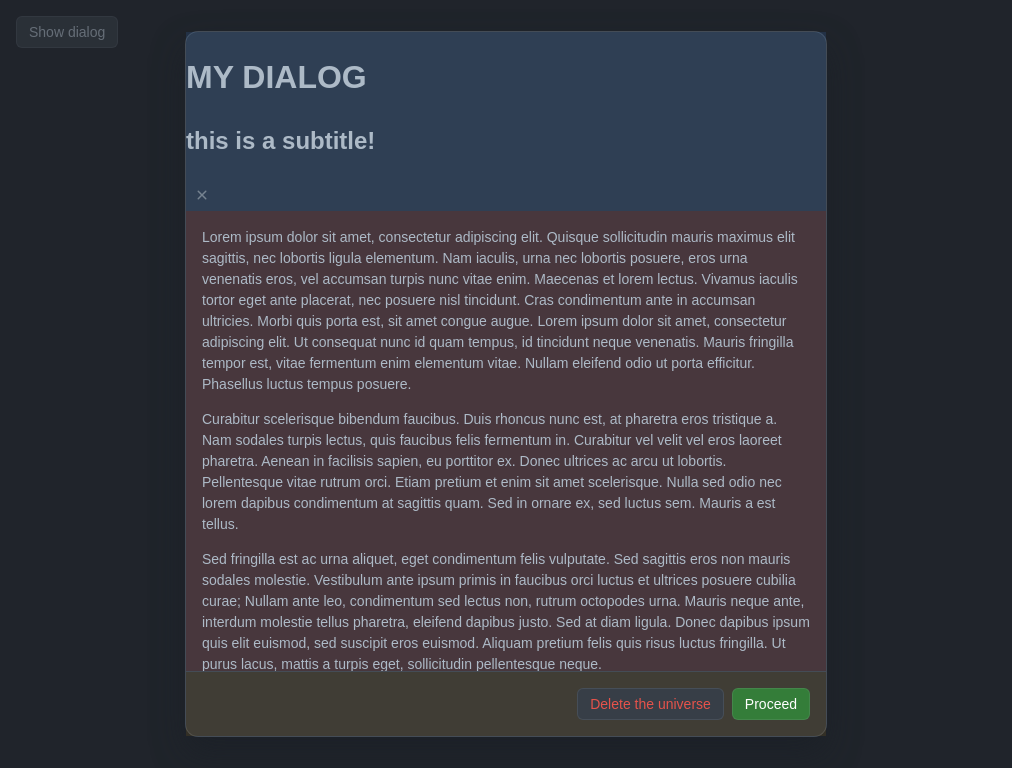 Show dialog
MY DIALOG
this is a subtitle!
×
Lorem ipsum dolor sit amet, consectetur adipiscing elit. Quisque sollicitudin mauris maximus elit
sagittis, nec lobortis ligula elementum. Nam iaculis, urna nec lobortis posuere, eros urna
venenatis eros, vel accumsan turpis nunc vitae enim. Maecenas et lorem lectus. Vivamus iaculis
tortor eget ante placerat, nec posuere nisl tincidunt. Cras condimentum ante in accumsan
ultricies. Morbi quis porta est, sit amet congue augue. Lorem ipsum dolor sit amet, consectetur
adipiscing elit. Ut consequat nunc id quam tempus, id tincidunt neque venenatis. Mauris fringilla
tempor est, vitae fermentum enim elementum vitae. Nullam eleifend odio ut porta efficitur.
Phasellus luctus tempus posuere.
Curabitur scelerisque bibendum faucibus. Duis rhoncus nunc est, at pharetra eros tristique a.
Nam sodales turpis lectus, quis faucibus felis fermentum in. Curabitur vel velit vel eros laoreet
pharetra. Aenean in facilisis sapien, eu porttitor ex. Donec ultrices ac arcu ut lobortis.
Pellentesque vitae rutrum orci. Etiam pretium et enim sit amet scelerisque. Nulla sed odio nec
lorem dapibus condimentum at sagittis quam. Sed in ornare ex, sed luctus sem. Mauris a est
tellus.
Sed fringilla est ac urna aliquet, eget condimentum felis vulputate. Sed sagittis eros non mauris
sodales molestie. Vestibulum ante ipsum primis in faucibus orci luctus et ultrices posuere cubilia
curae; Nullam ante leo, condimentum sed lectus non, rutrum octopodes urna. Mauris neque ante,
interdum molestie tellus pharetra, eleifend dapibus justo. Sed at diam ligula. Donec dapibus ipsum
quis elit euismod, sed suscipit eros euismod. Aliquam pretium felis quis risus luctus fringilla. Ut
purus lacus, mattis a turpis eget, sollicitudin pellentesque neque.
Delete the universe
Proceed